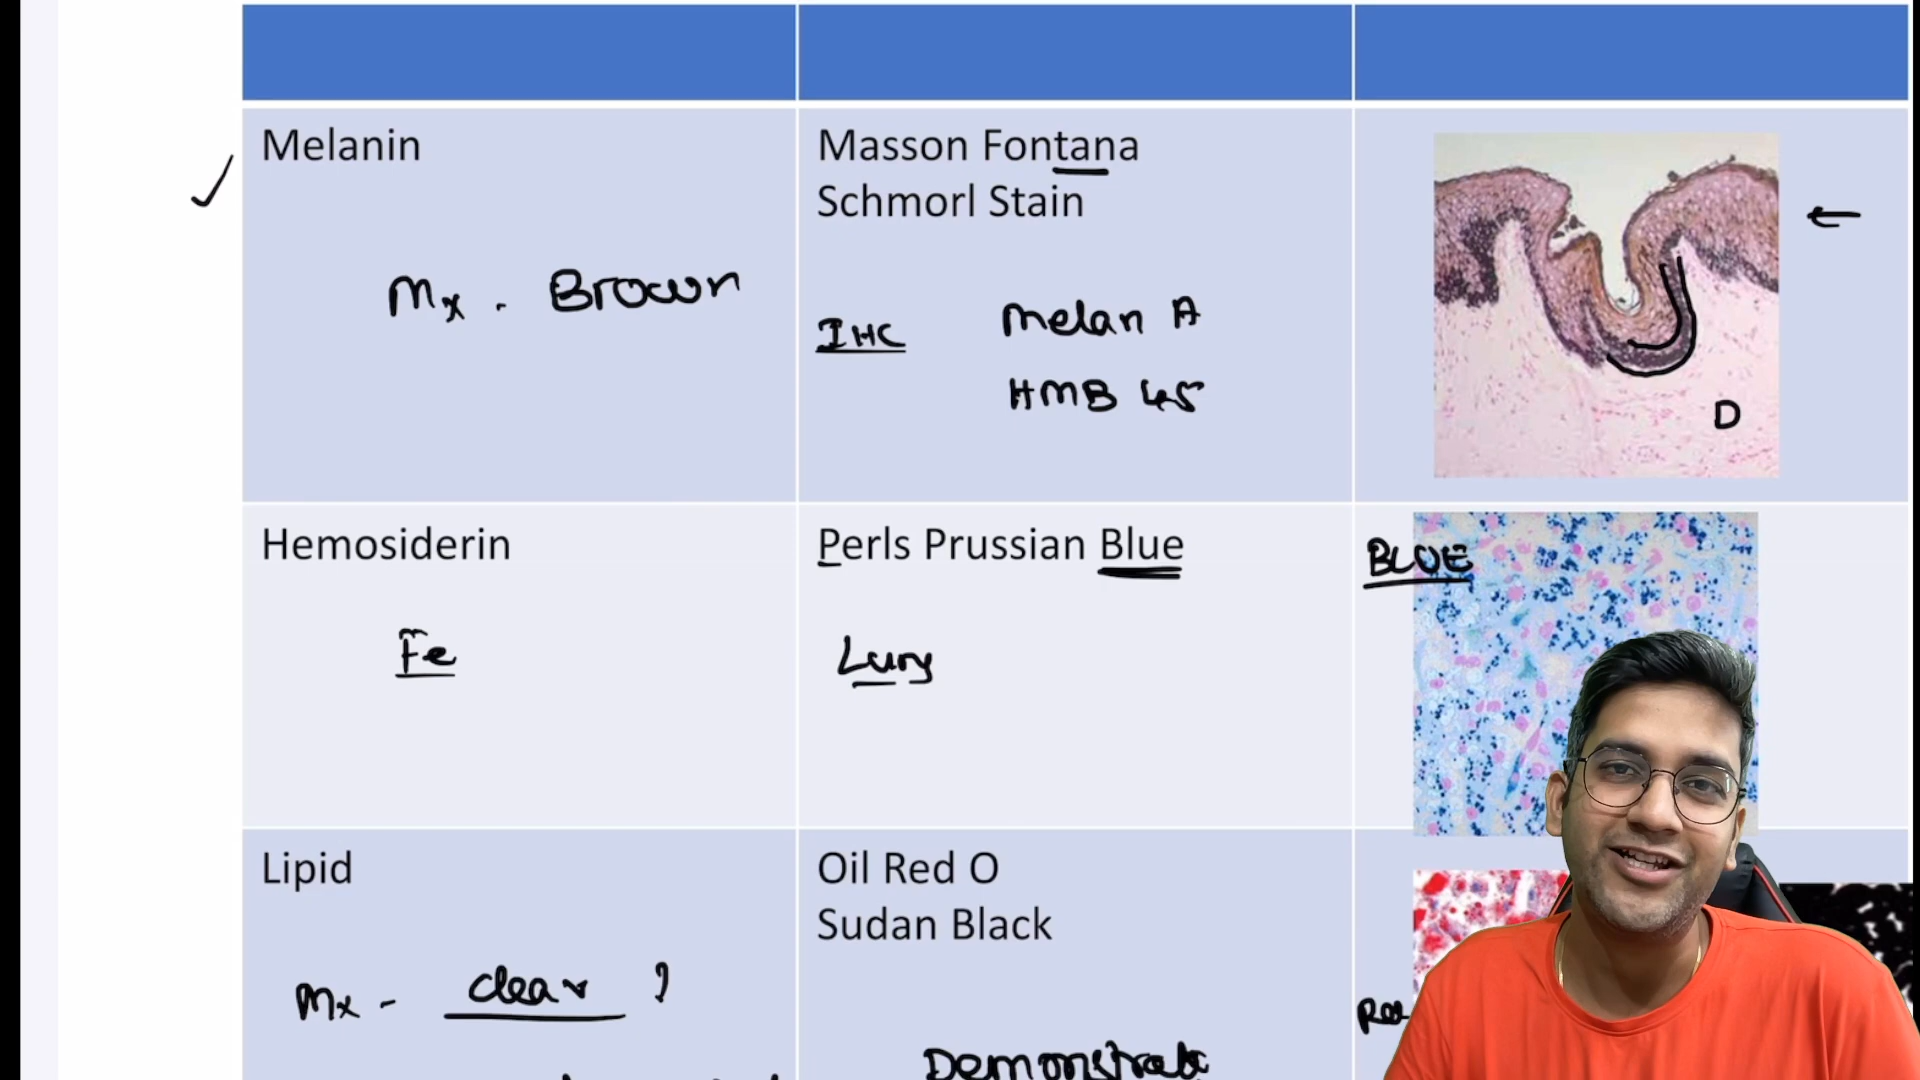 Melanin
Masson Fontana
Schmorl Stain
Mx . Brown
IHC
Melan A
HMB 45
D
Hemosiderin
Perls Prussian Blue
BLUE
Fe
Lung
Lipid
Oil Red O
Sudan Black
Mx - clear
Demonstrate